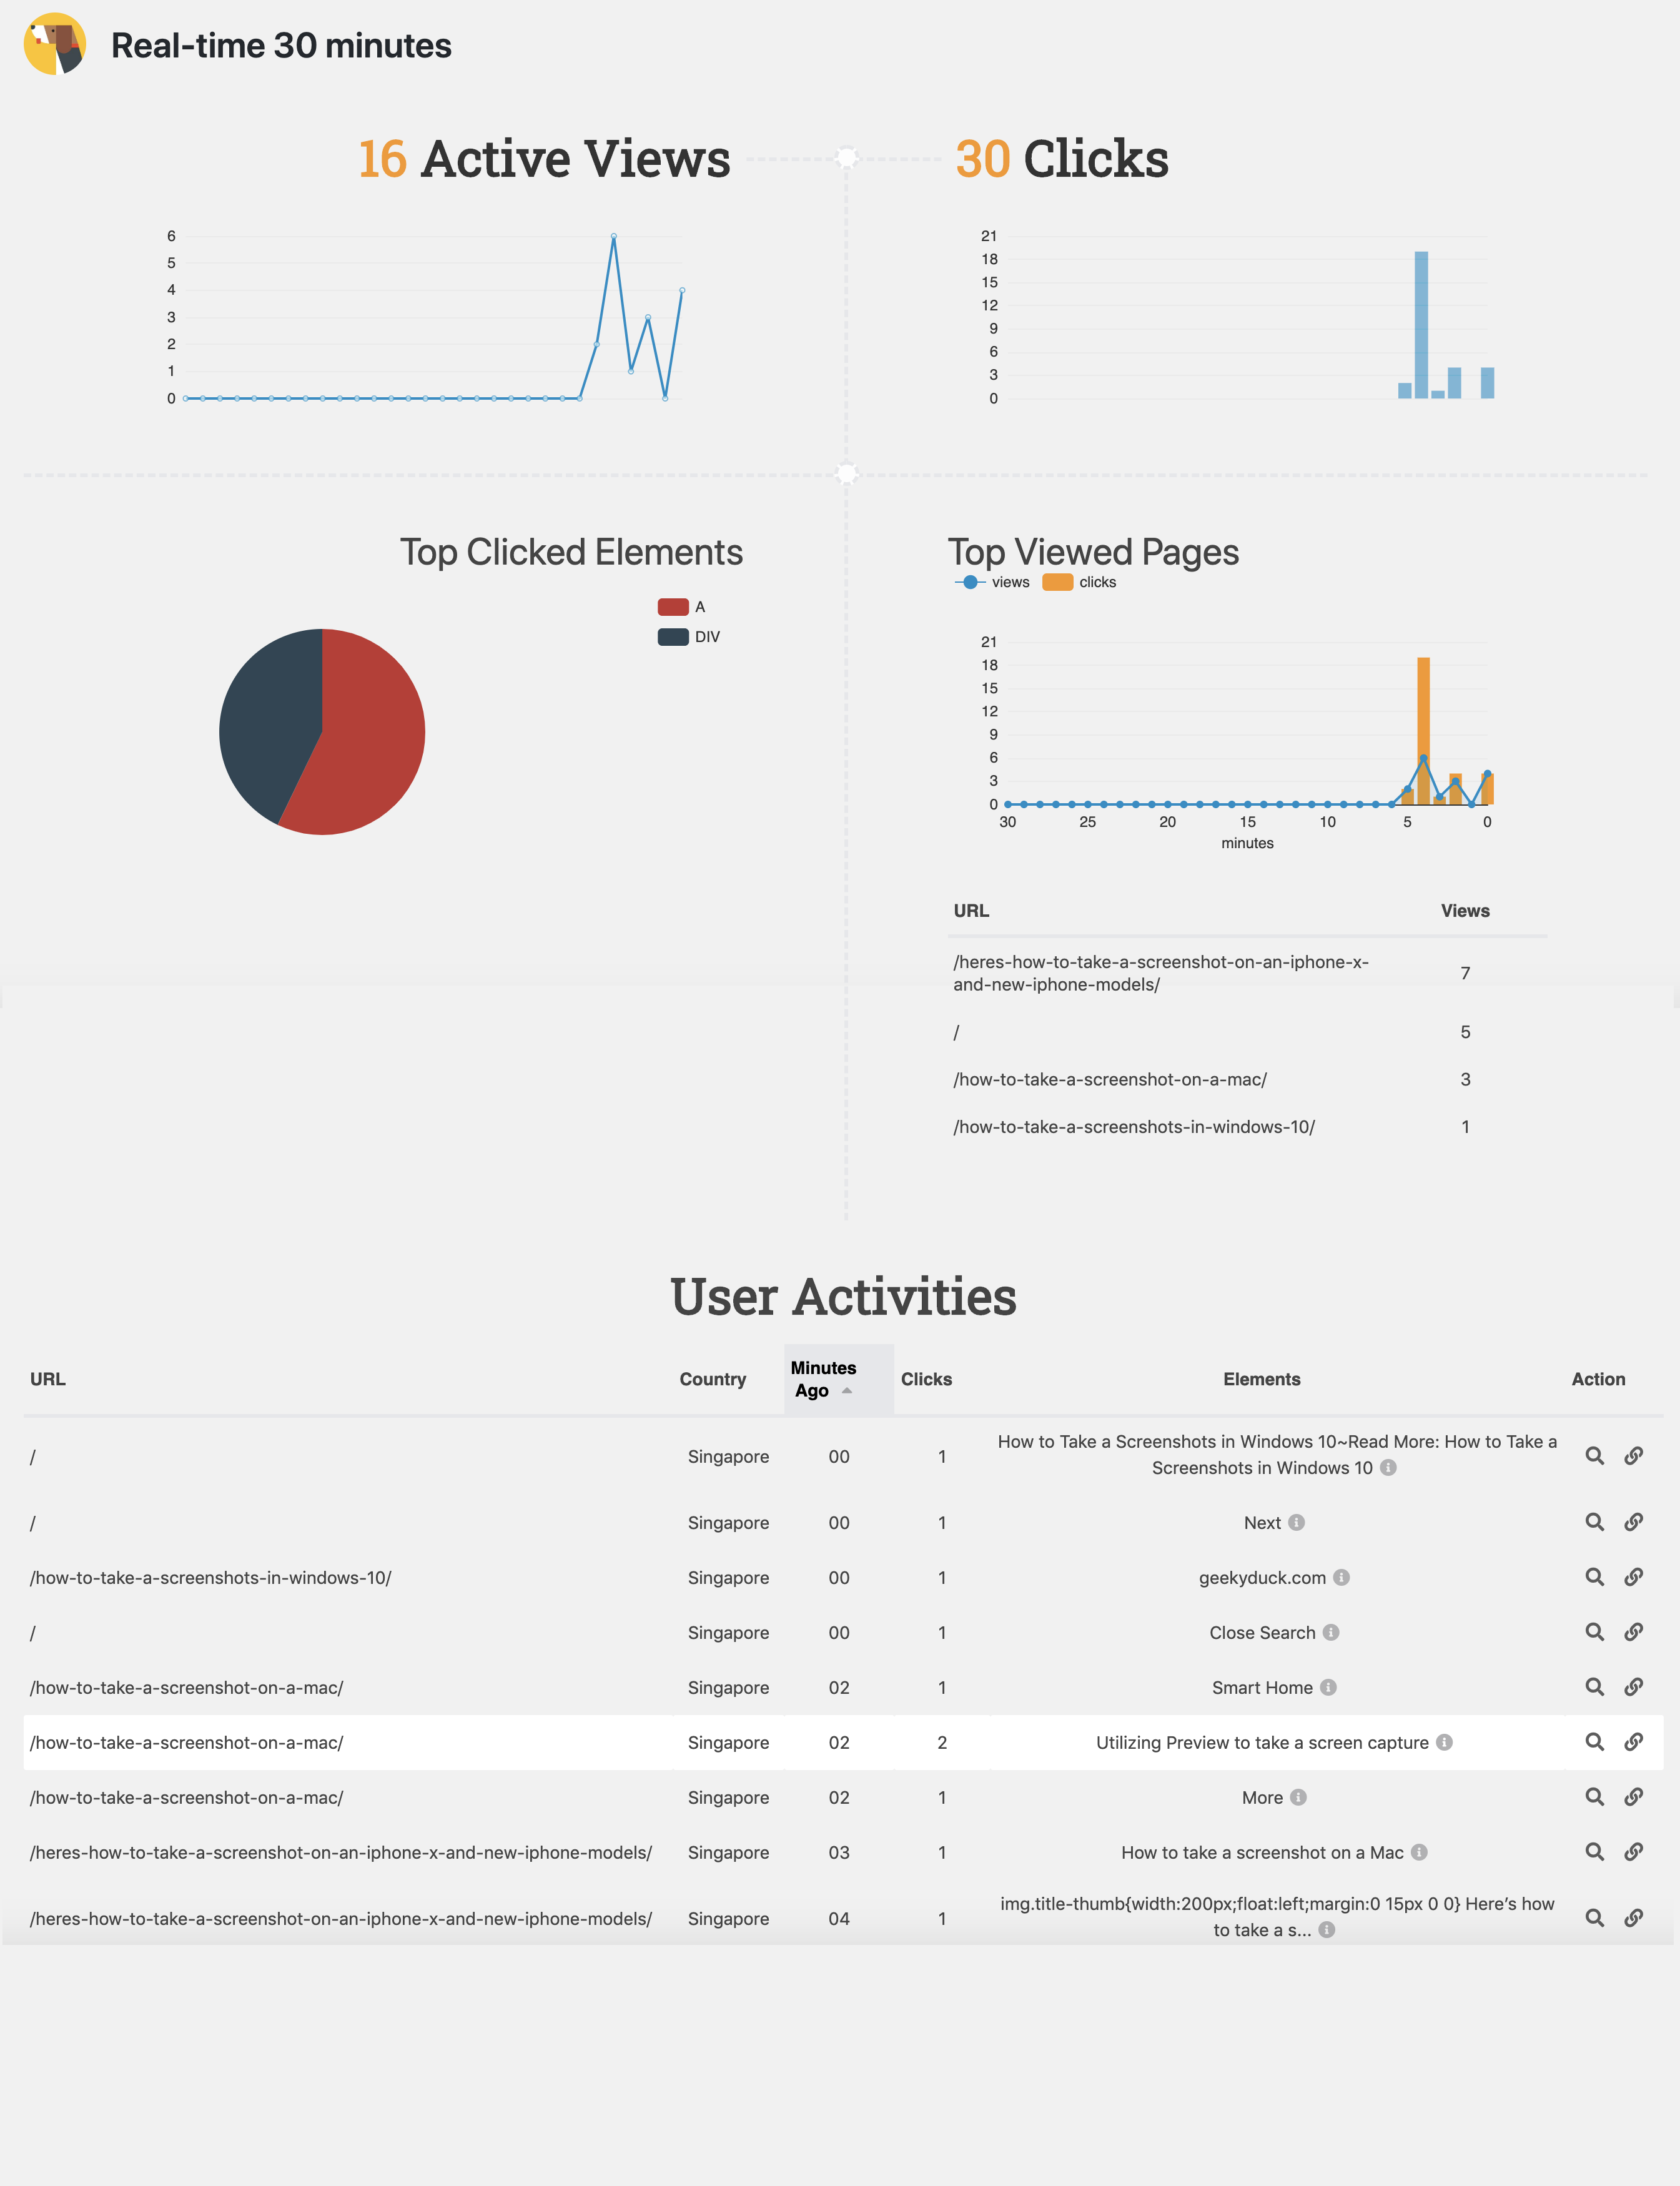 Real-time 30 minutes
16 Active Views
30 Clicks
6
5
4
3
2
1
0
21
18
15
12
9
6
3
0
Top Clicked Elements
A
DIV
Top Viewed Pages
views clicks
21
18
15
12
9
6
3
0
30 25 20 15 10 5 0
minutes
URL Views
/heres-how-to-take-a-screenshot-on-an-iphone-x-
and-new-iphone-models/ 7
/ 5
/how-to-take-a-screenshot-on-a-mac/ 3
/how-to-take-a-screenshots-in-windows-10/ 1
User Activities
URL Country Minutes Ago Clicks Elements Action
/ Singapore 00 1 How to Take a Screenshots in Windows 10~Read More: How to Take a
Screenshots in Windows 10
/ Singapore 00 1 Next
/how-to-take-a-screenshots-in-windows-10/ Singapore 00 1 geekyduck.com
/ Singapore 00 1 Close Search
/how-to-take-a-screenshot-on-a-mac/ Singapore 02 1 Smart Home
/how-to-take-a-screenshot-on-a-mac/ Singapore 02 2 Utilizing Preview to take a screen capture
/how-to-take-a-screenshot-on-a-mac/ Singapore 02 1 More
/heres-how-to-take-a-screenshot-on-an-iphone-x-and-new-iphone-models/ Singapore 03 1 How to take a screenshot on a Mac
/heres-how-to-take-a-screenshot-on-an-iphone-x-and-new-iphone-models/ Singapore 04 1 img.title-thumb{width:200px;float:left;margin:0 15px 0 0} Here’s how
to take a s...